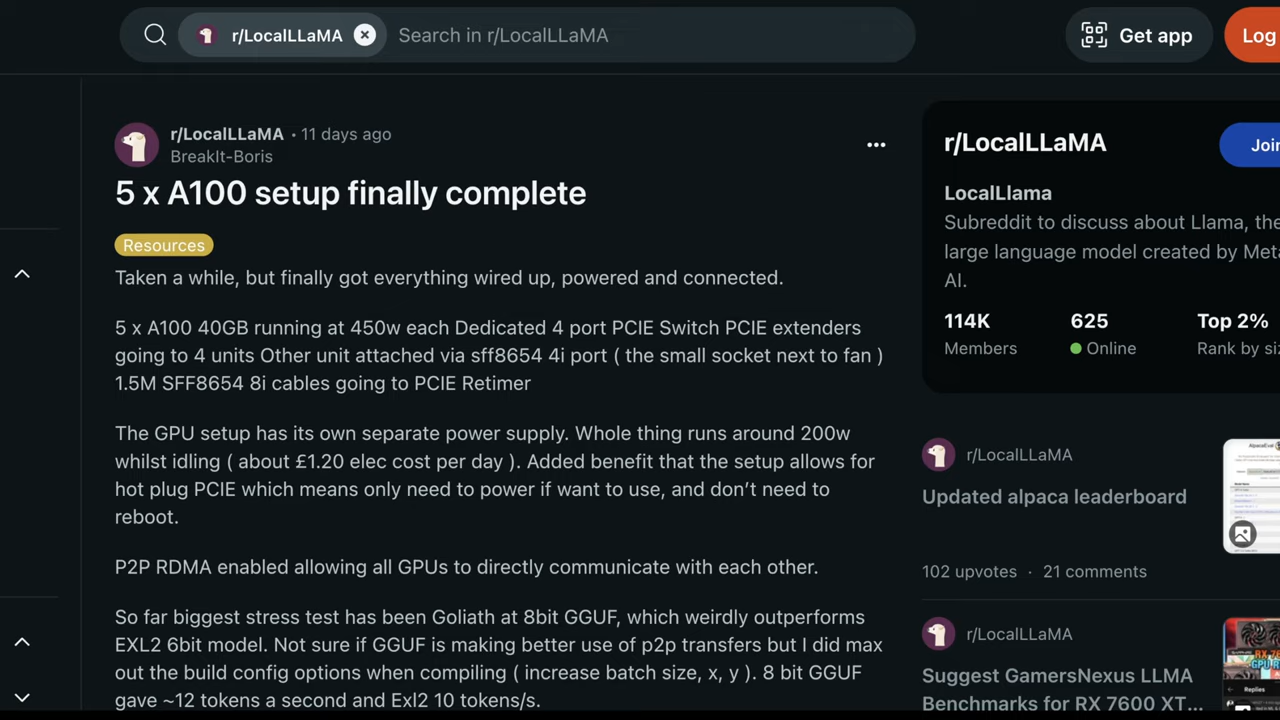 r/LocalLLaMA
Search in r/LocalLLaMA
Get app
Log
r/LocalLLaMA • 11 days ago
BreakIt-Boris
5 x A100 setup finally complete
Resources
Taken a while, but finally got everything wired up, powered and connected.
5 x A100 40GB running at 450w each Dedicated 4 port PCIE Switch PCIE extenders
going to 4 units Other unit attached via sff8654 4i port ( the small socket next to fan )
1.5M SFF8654 8i cables going to PCIE Retimer
The GPU setup has its own separate power supply. Whole thing runs around 200w
whilst idling ( about £1.20 elec cost per day ). Added benefit that the setup allows for
hot plug PCIE which means only need to power if want to use, and don’t need to
reboot.
P2P RDMA enabled allowing all GPUs to directly communicate with each other.
So far biggest stress test has been Goliath at 8bit GGUF, which weirdly outperforms
EXL2 6bit model. Not sure if GGUF is making better use of p2p transfers but I did max
out the build config options when compiling ( increase batch size, x, y ). 8 bit GGUF
gave ~12 tokens a second and Exl2 10 tokens/s.
r/LocalLLaMA
Join
LocalLlama
Subreddit to discuss about Llama, the
large language model created by Meta
AI.
114K
625
Top 2%
Members
Online
Rank by si
r/LocalLLaMA
Updated alpaca leaderboard
102 upvotes · 21 comments
r/LocalLLaMA
Suggest GamersNexus LLMA
Benchmarks for RX 7600 XT...
Replies